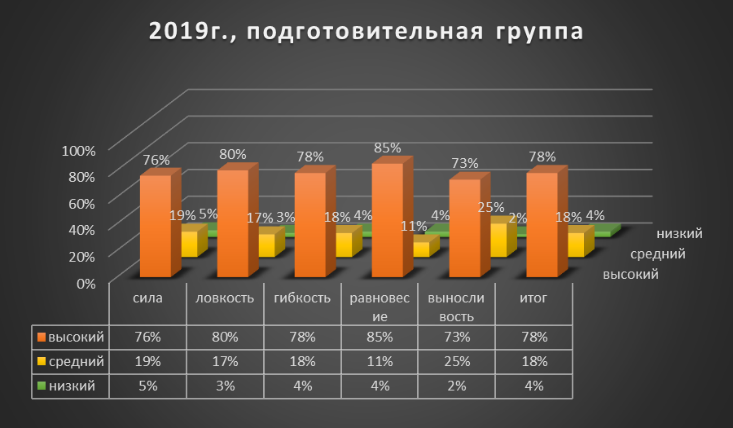 2019г., подготовительная группа
100%
80%
60%
40%
20%
0%
76%
80%
78%
85%
73%
78%
19%
5%
17%
3%
18%
4%
11%
4%
25%
2%
18%
4%
низкий
средний
высокий
сила ловкость гибкость равновес выносли итог
ие вость
высокий 76% 80% 78% 85% 73% 78%
средний 19% 17% 18% 11% 25% 18%
низкий 5% 3% 4% 4% 2% 4%